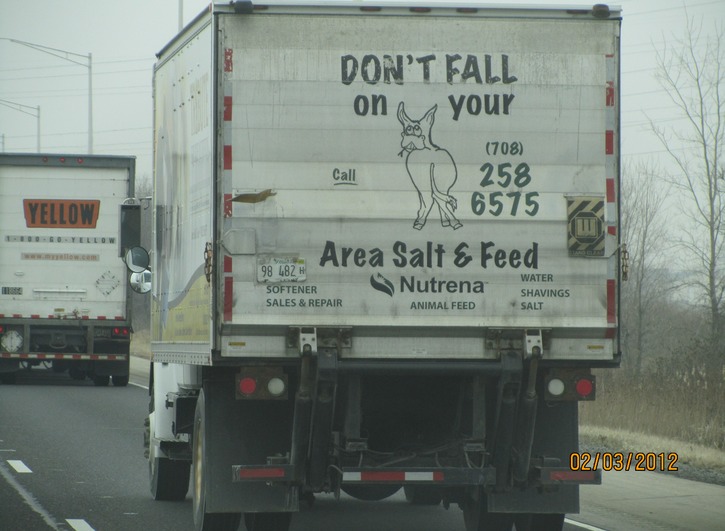 DON'T FALL
on your
Call
(708)
258
6575
Area Salt & Feed
Nutrena
SOFTENER
SALES & REPAIR
ANIMAL FEED
WATER
SHAVINGS
SALT
98 482 H
YELLOW
1-800-GO-YELLOW
www.myyellow.com
02/03/2012